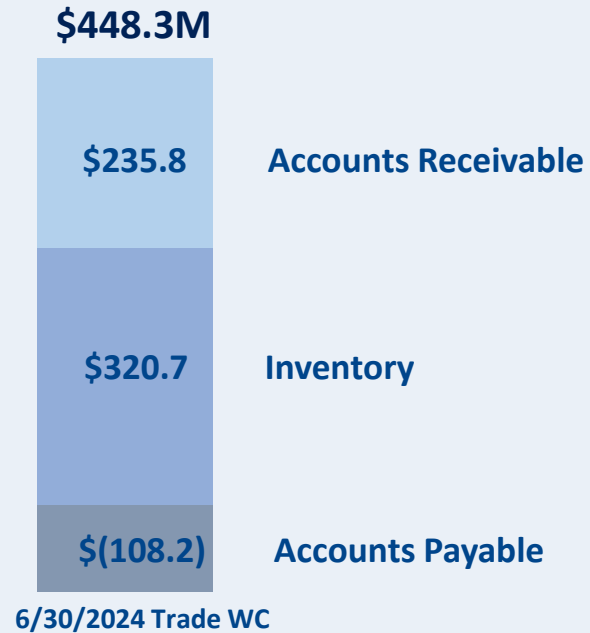 $448.3M
$235.8 Accounts Receivable
$320.7 Inventory
$(108.2) Accounts Payable
6/30/2024 Trade WC